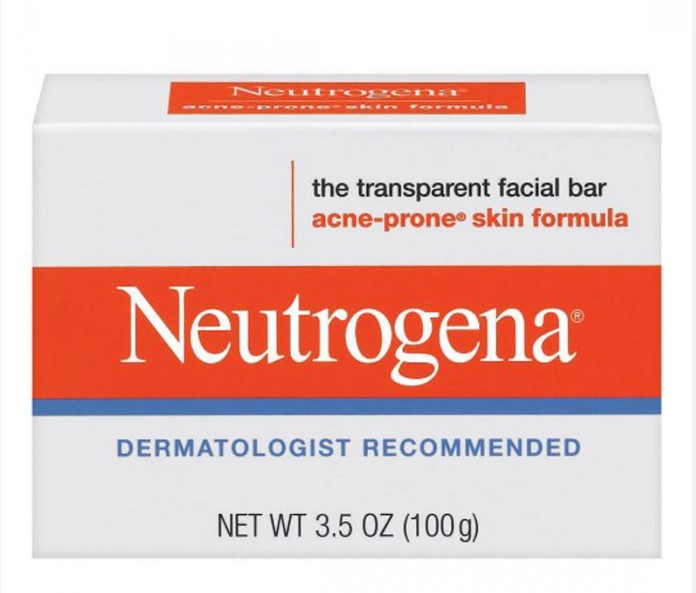 Neutrogena®
acne-prone® skin formula
the transparent facial bar
acne-prone® skin formula
Neutrogena®
DERMATOLOGIST RECOMMENDED
NET WT 3.5 OZ (100g)